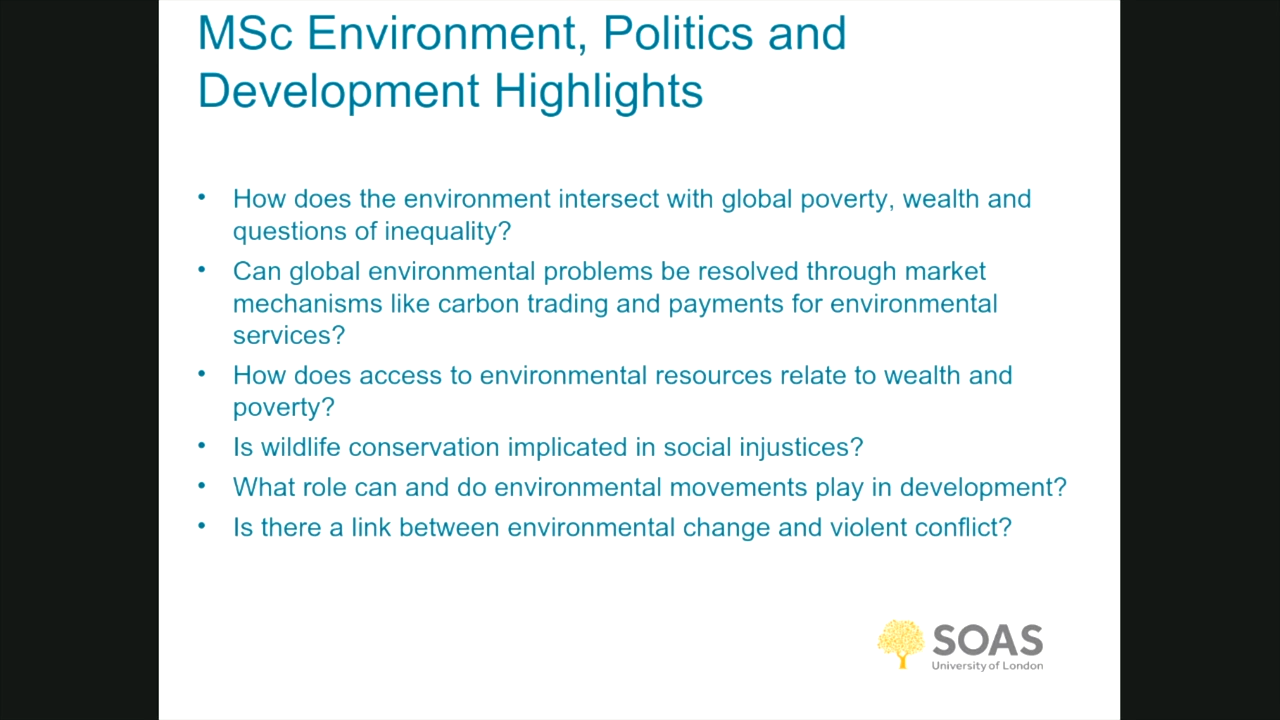 MSc Environment, Politics and
Development Highlights
• How does the environment intersect with global poverty, wealth and
questions of inequality?
• Can global environmental problems be resolved through market
mechanisms like carbon trading and payments for environmental
services?
• How does access to environmental resources relate to wealth and
poverty?
• Is wildlife conservation implicated in social injustices?
• What role can and do environmental movements play in development?
• Is there a link between environmental change and violent conflict?
SOAS
University of London